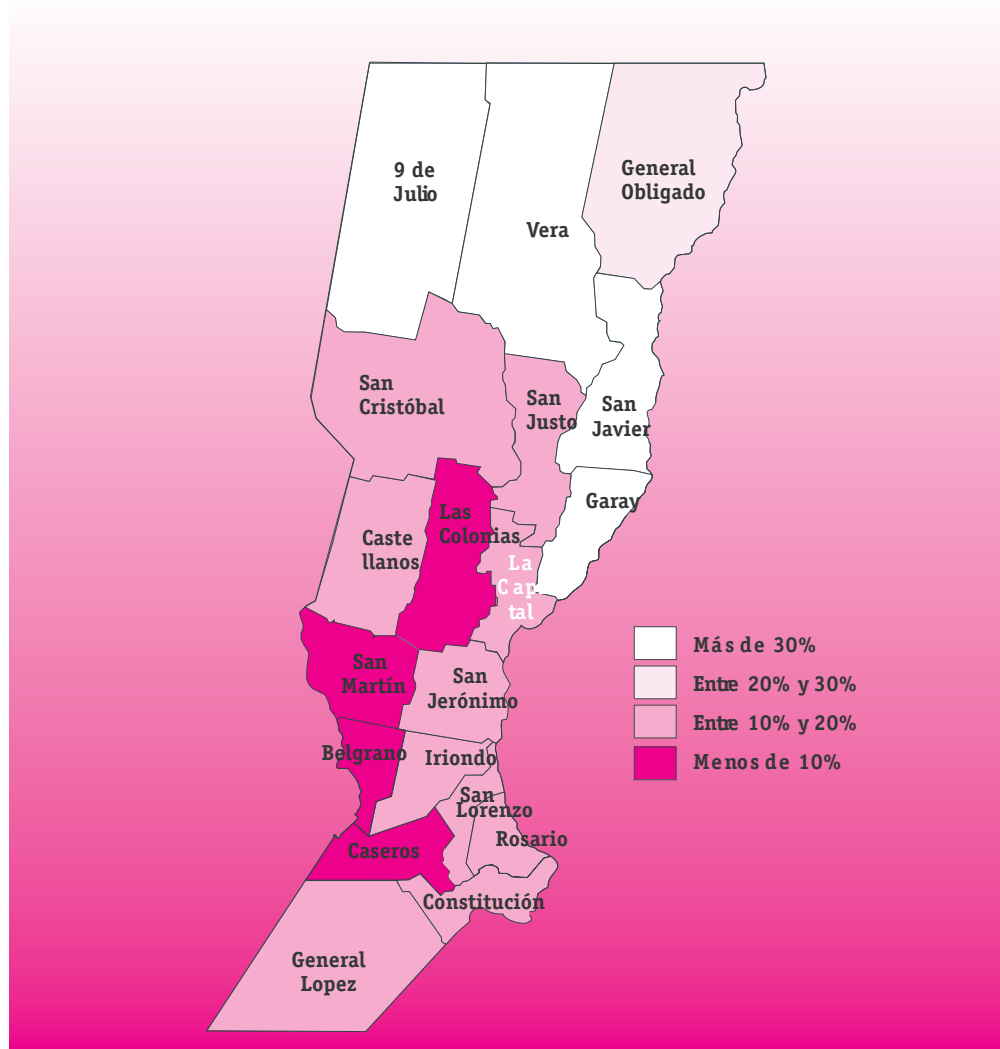 9 de
Julio
General
Obligado
Vera
San
Cristóbal
San
Justo
San
Javier
Garay
Las
Colonias
Caste
llanos
La
Capi
tal
San
Martín
San
Jerónimo
Belgrano
Iriondo
San
Lorenzo
Rosario
Caseros
Constitución
General
Lopez
Más de 30%
Entre 20% y 30%
Entre 10% y 20%
Menos de 10%